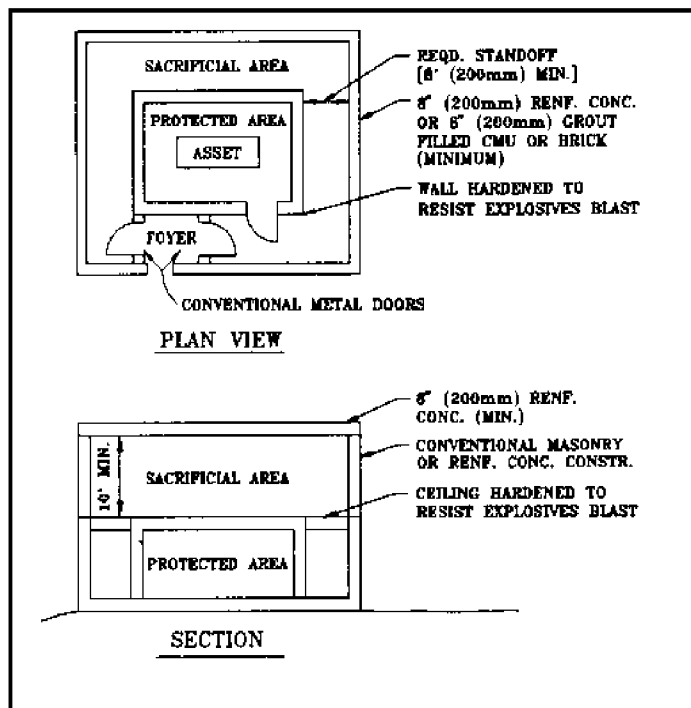 SACRIFICIAL AREA
PROTECTED AREA
ASSET
FOYER
REQD. STANDOFF
[8' (200mm) MIN.]
8" (200mm) RENF. CONC.
OR 8" (200mm) GROUT
FILLED CMU OR BRICK
(MINIMUM)
WALL HARDENED TO
RESIST EXPLOSIVES BLAST
CONVENTIONAL METAL DOORS
PLAN VIEW
8" (200mm) RENF.
CONC. (MIN.)
CONVENTIONAL MASONRY
OR RENF. CONC. CONSTR.
10' MIN.
SACRIFICIAL AREA
CEILING HARDENED TO
RESIST EXPLOSIVES BLAST
PROTECTED AREA
SECTION